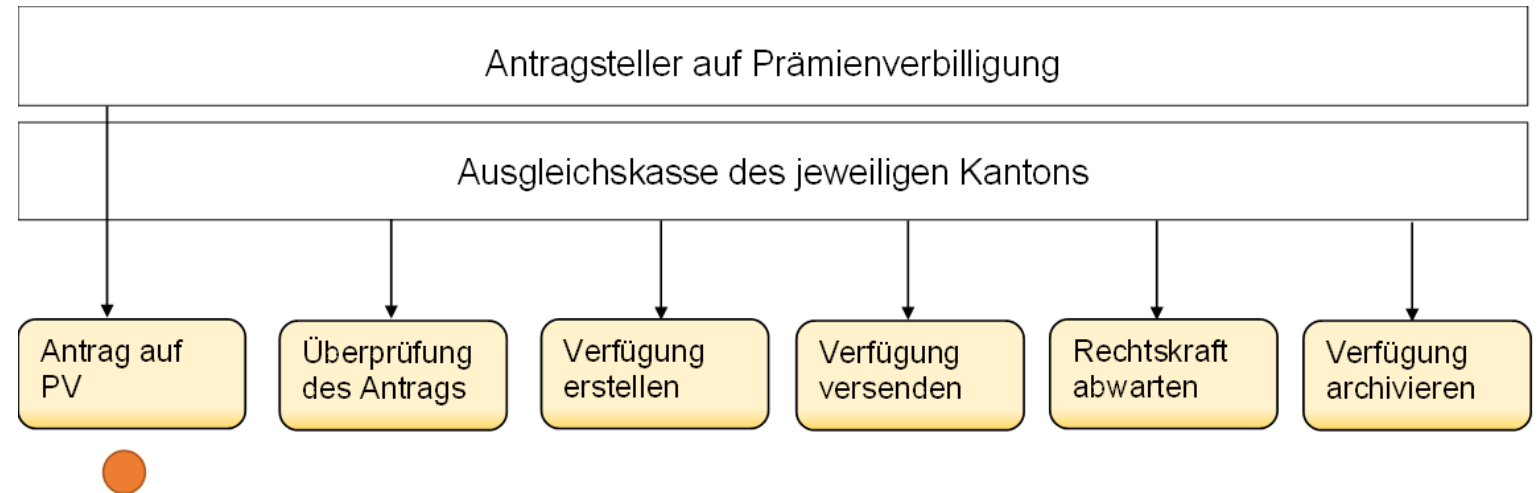 Antragsteller auf Prämienverbilligung
Ausgleichskasse des jeweiligen Kantons
Antrag auf
PV
Überprüfung
des Antrags
Verfügung
erstellen
Verfügung
versenden
Rechtskraft
abwarten
Verfügung
archivieren